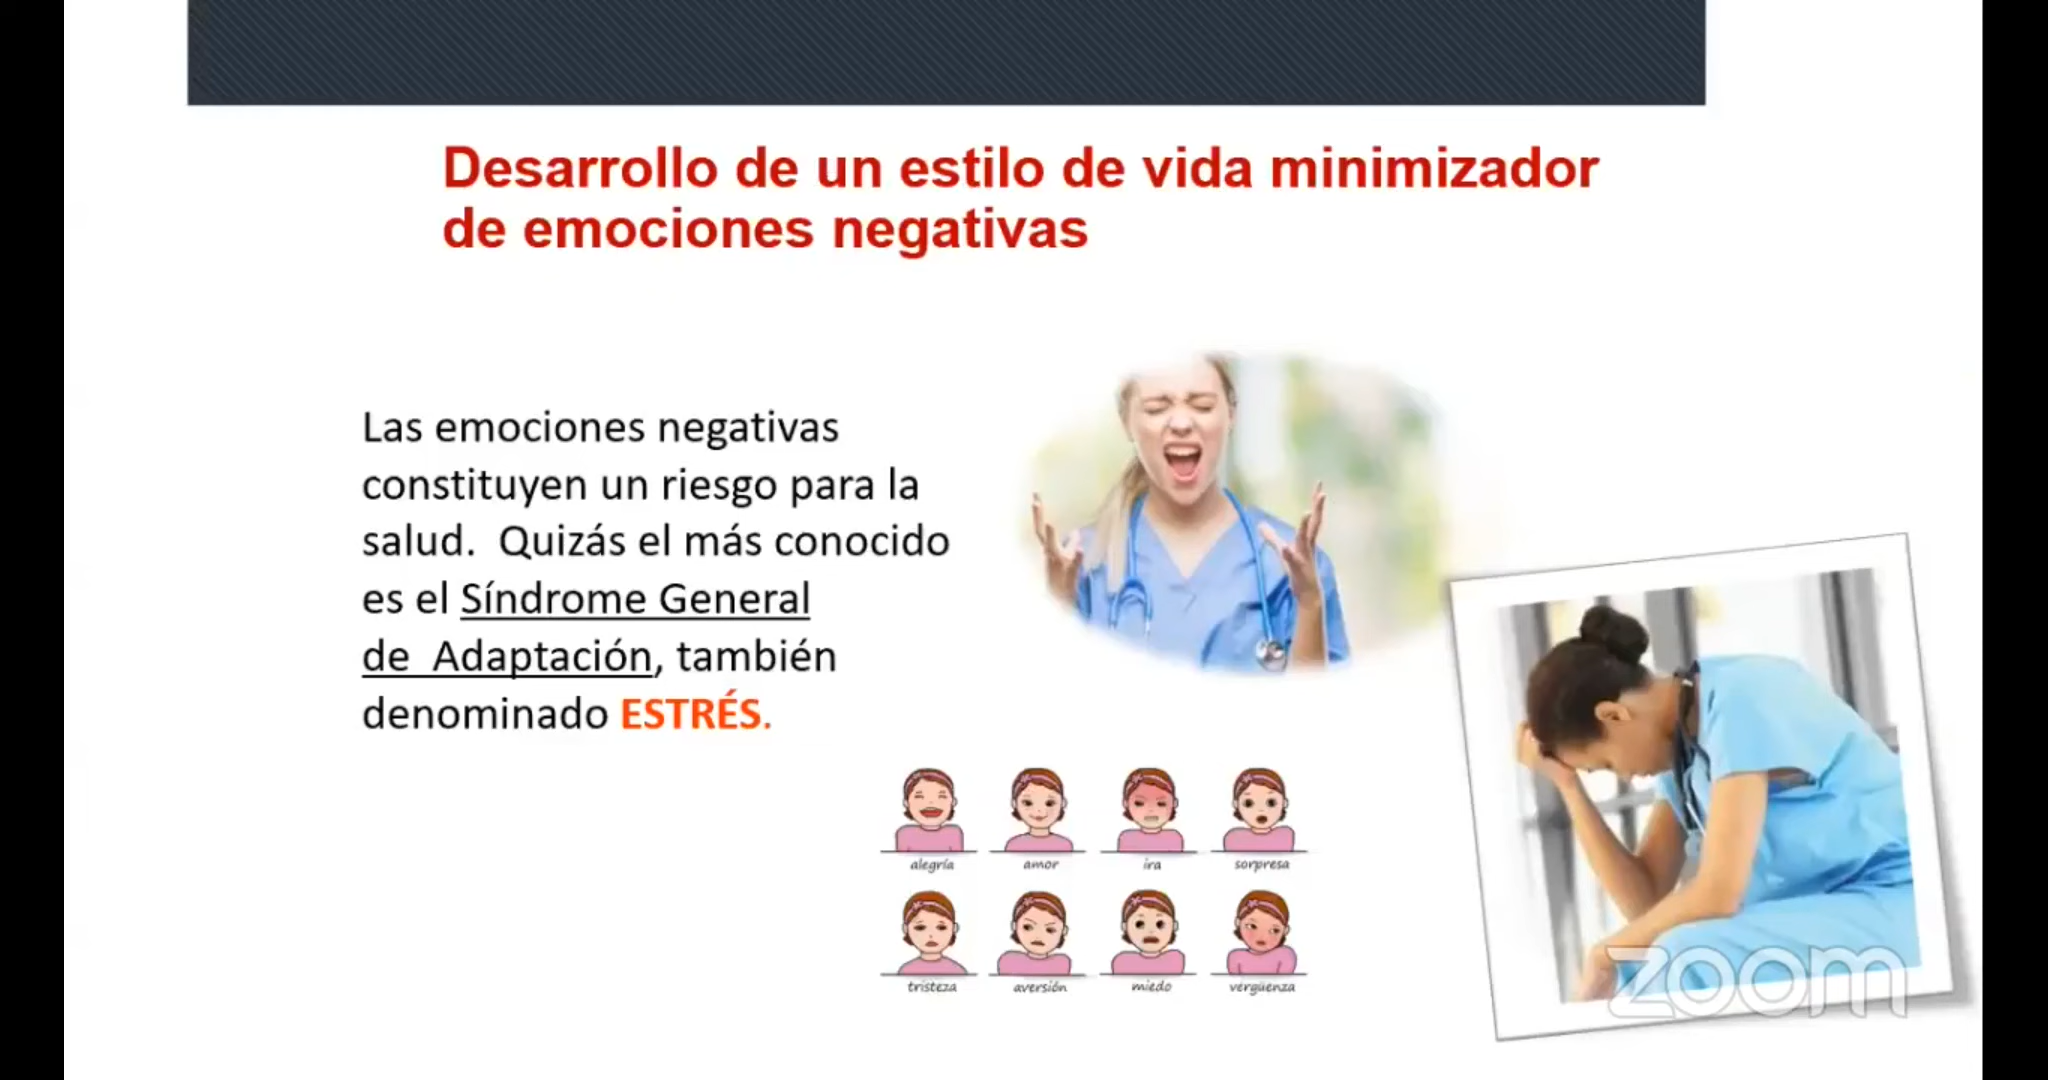 Desarrollo de un estilo de vida minimizador
de emociones negativas
Las emociones negativas
constituyen un riesgo para la
salud.  Quizás el más conocido
es el Síndrome General
de  Adaptación, también
denominado ESTRÉS.
alegría amor ira sorpresa
tristeza aversión miedo vergüenza
zoom